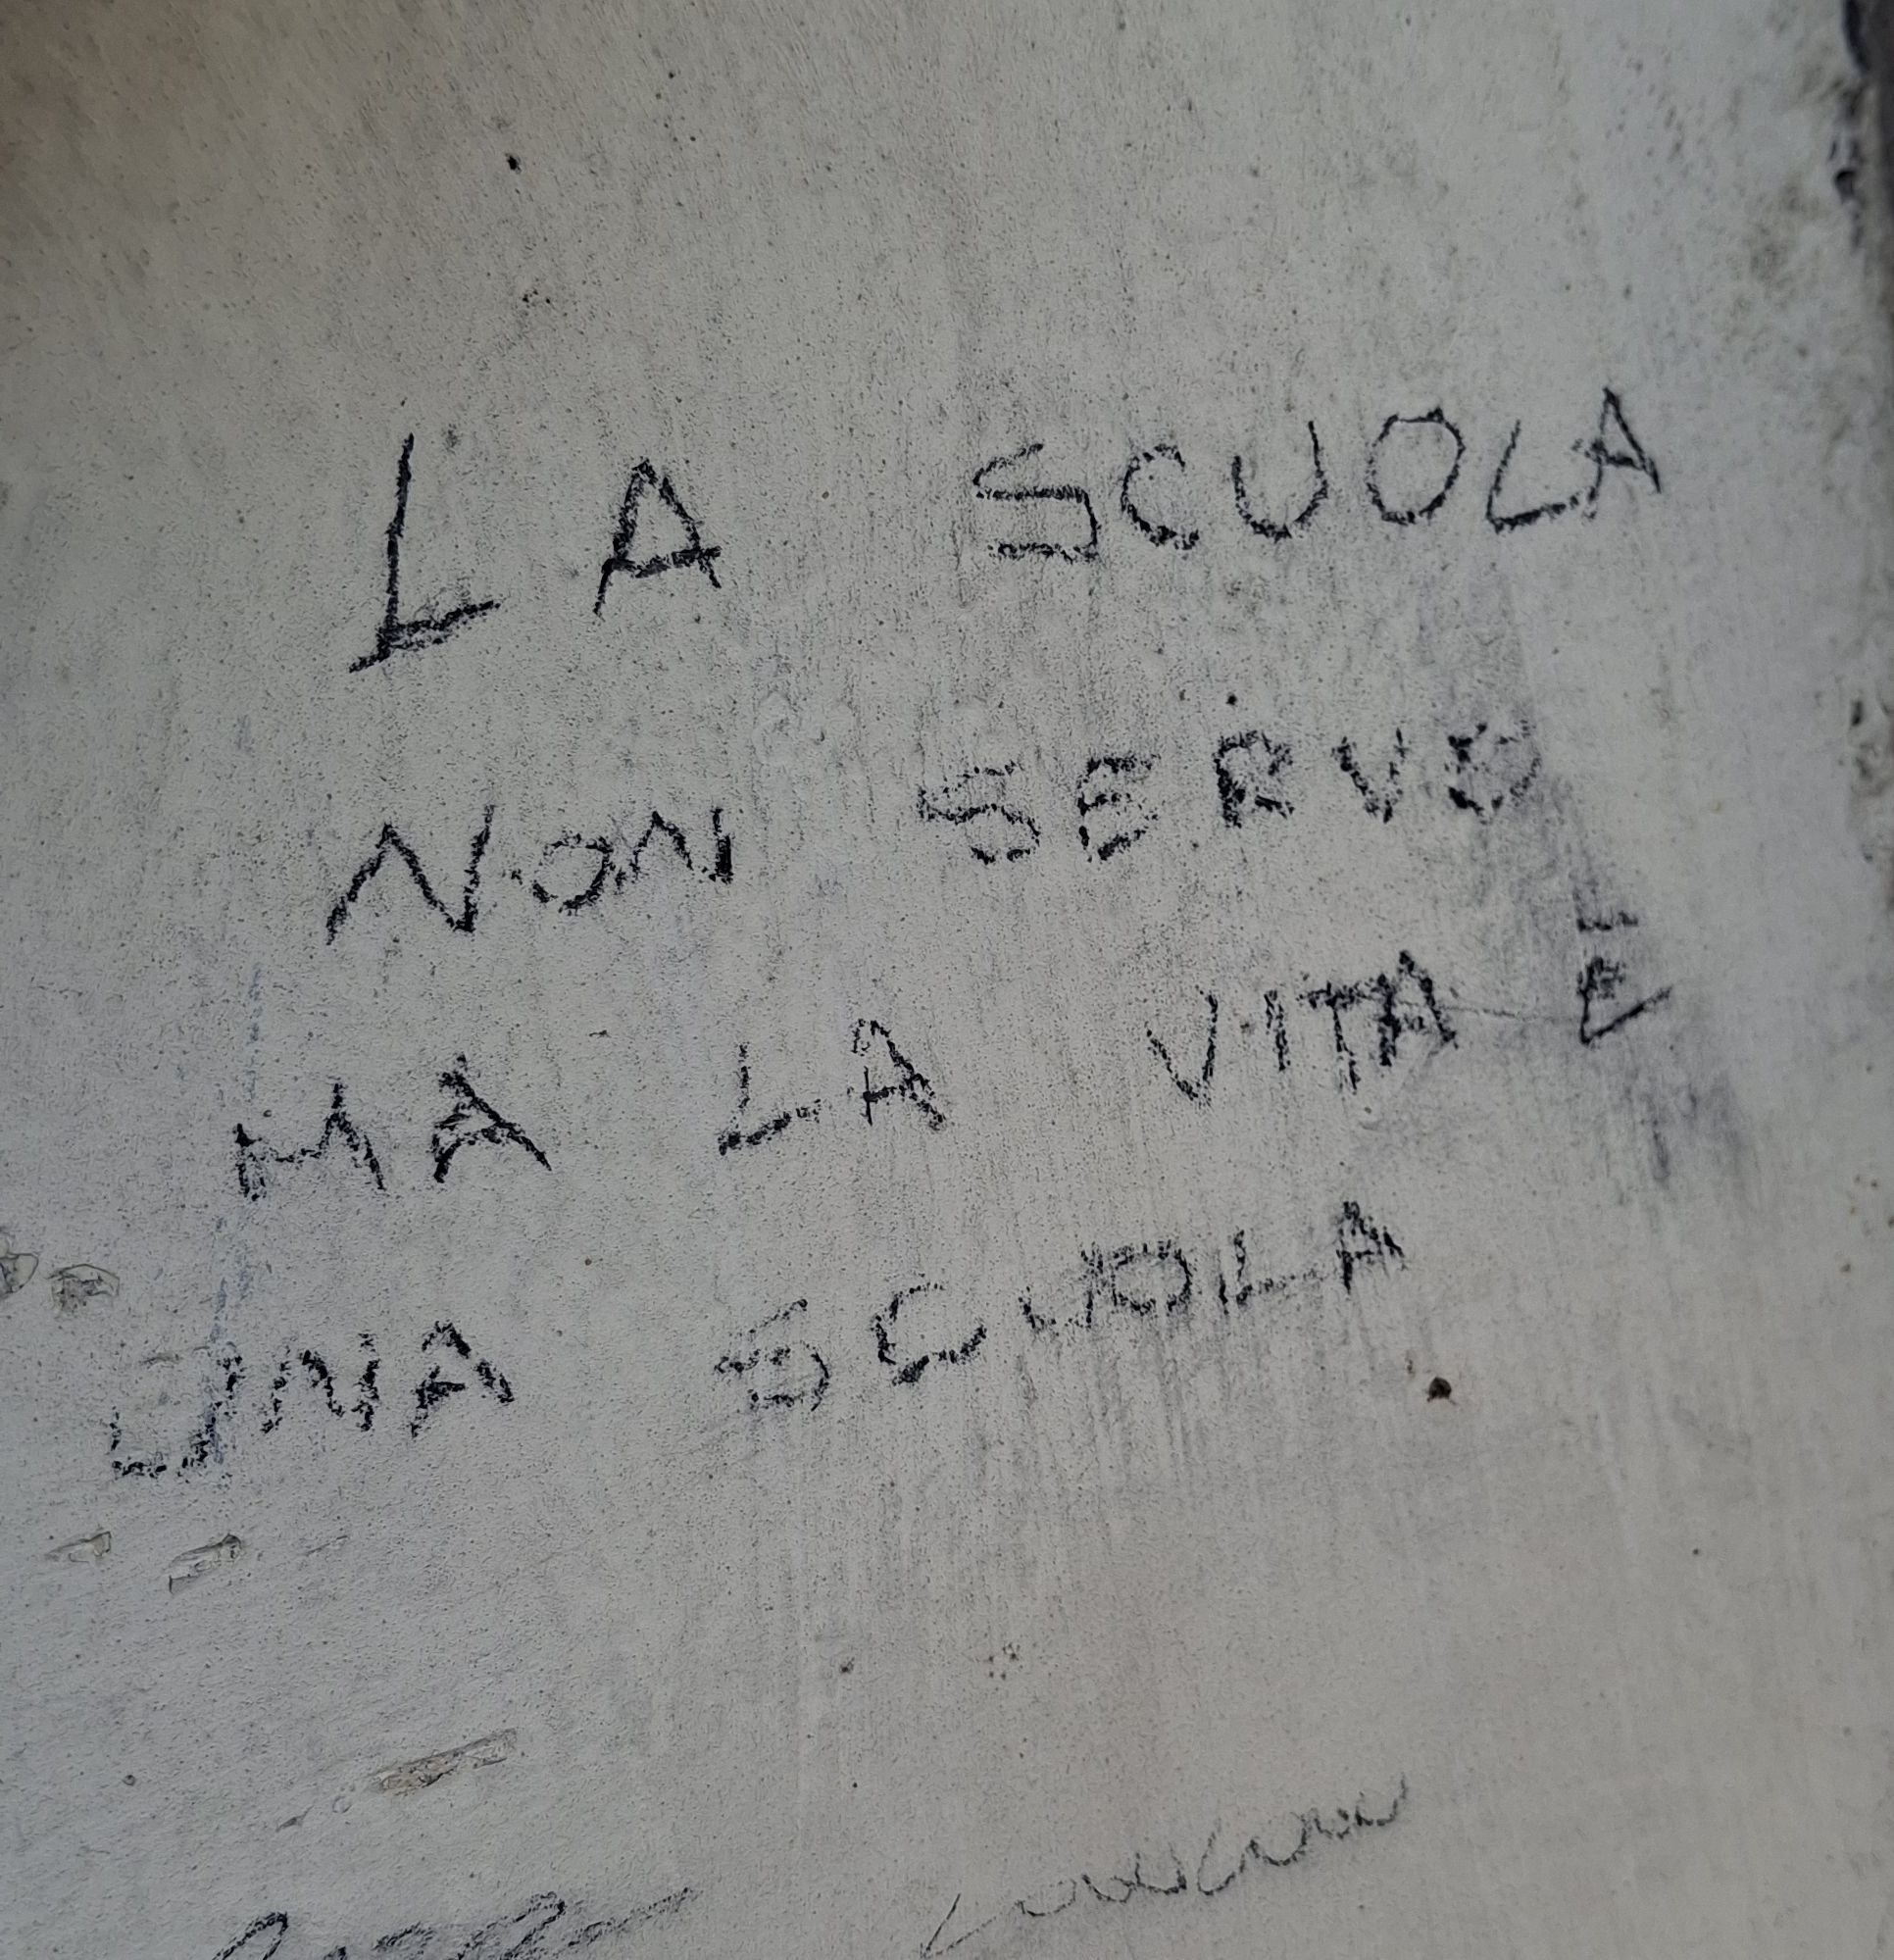 LA SCUOLA
NON SERVE
MA LA VITA È
UNA SCUOLA